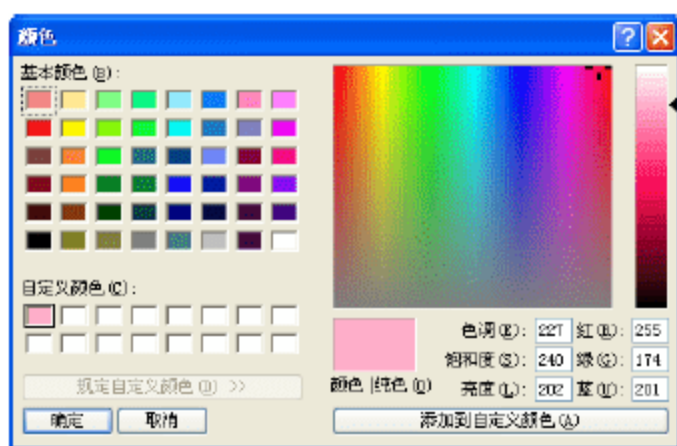 颜色
基本颜色(B):
自定义颜色(C):
规定自定义颜色(D) >>
确定 取消
色调(E): 227 红(R): 255
饱和度(S): 240 绿(G): 174
颜色|纯色(O) 亮度(L): 202 蓝(U): 201
添加到自定义颜色(A)